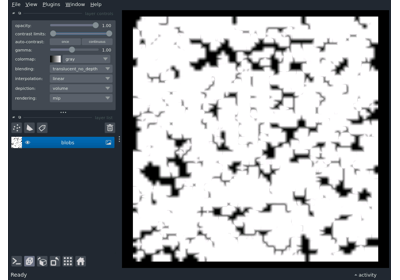 File View Plugins Window Help
opacity: 1.00
contrast limits:
auto-contrast: once continuous
gamma: 1.00
colormap: gray
blending: translucent_no_depth
interpolation: linear
depiction: volume
rendering: mip
blobs
Ready
activity